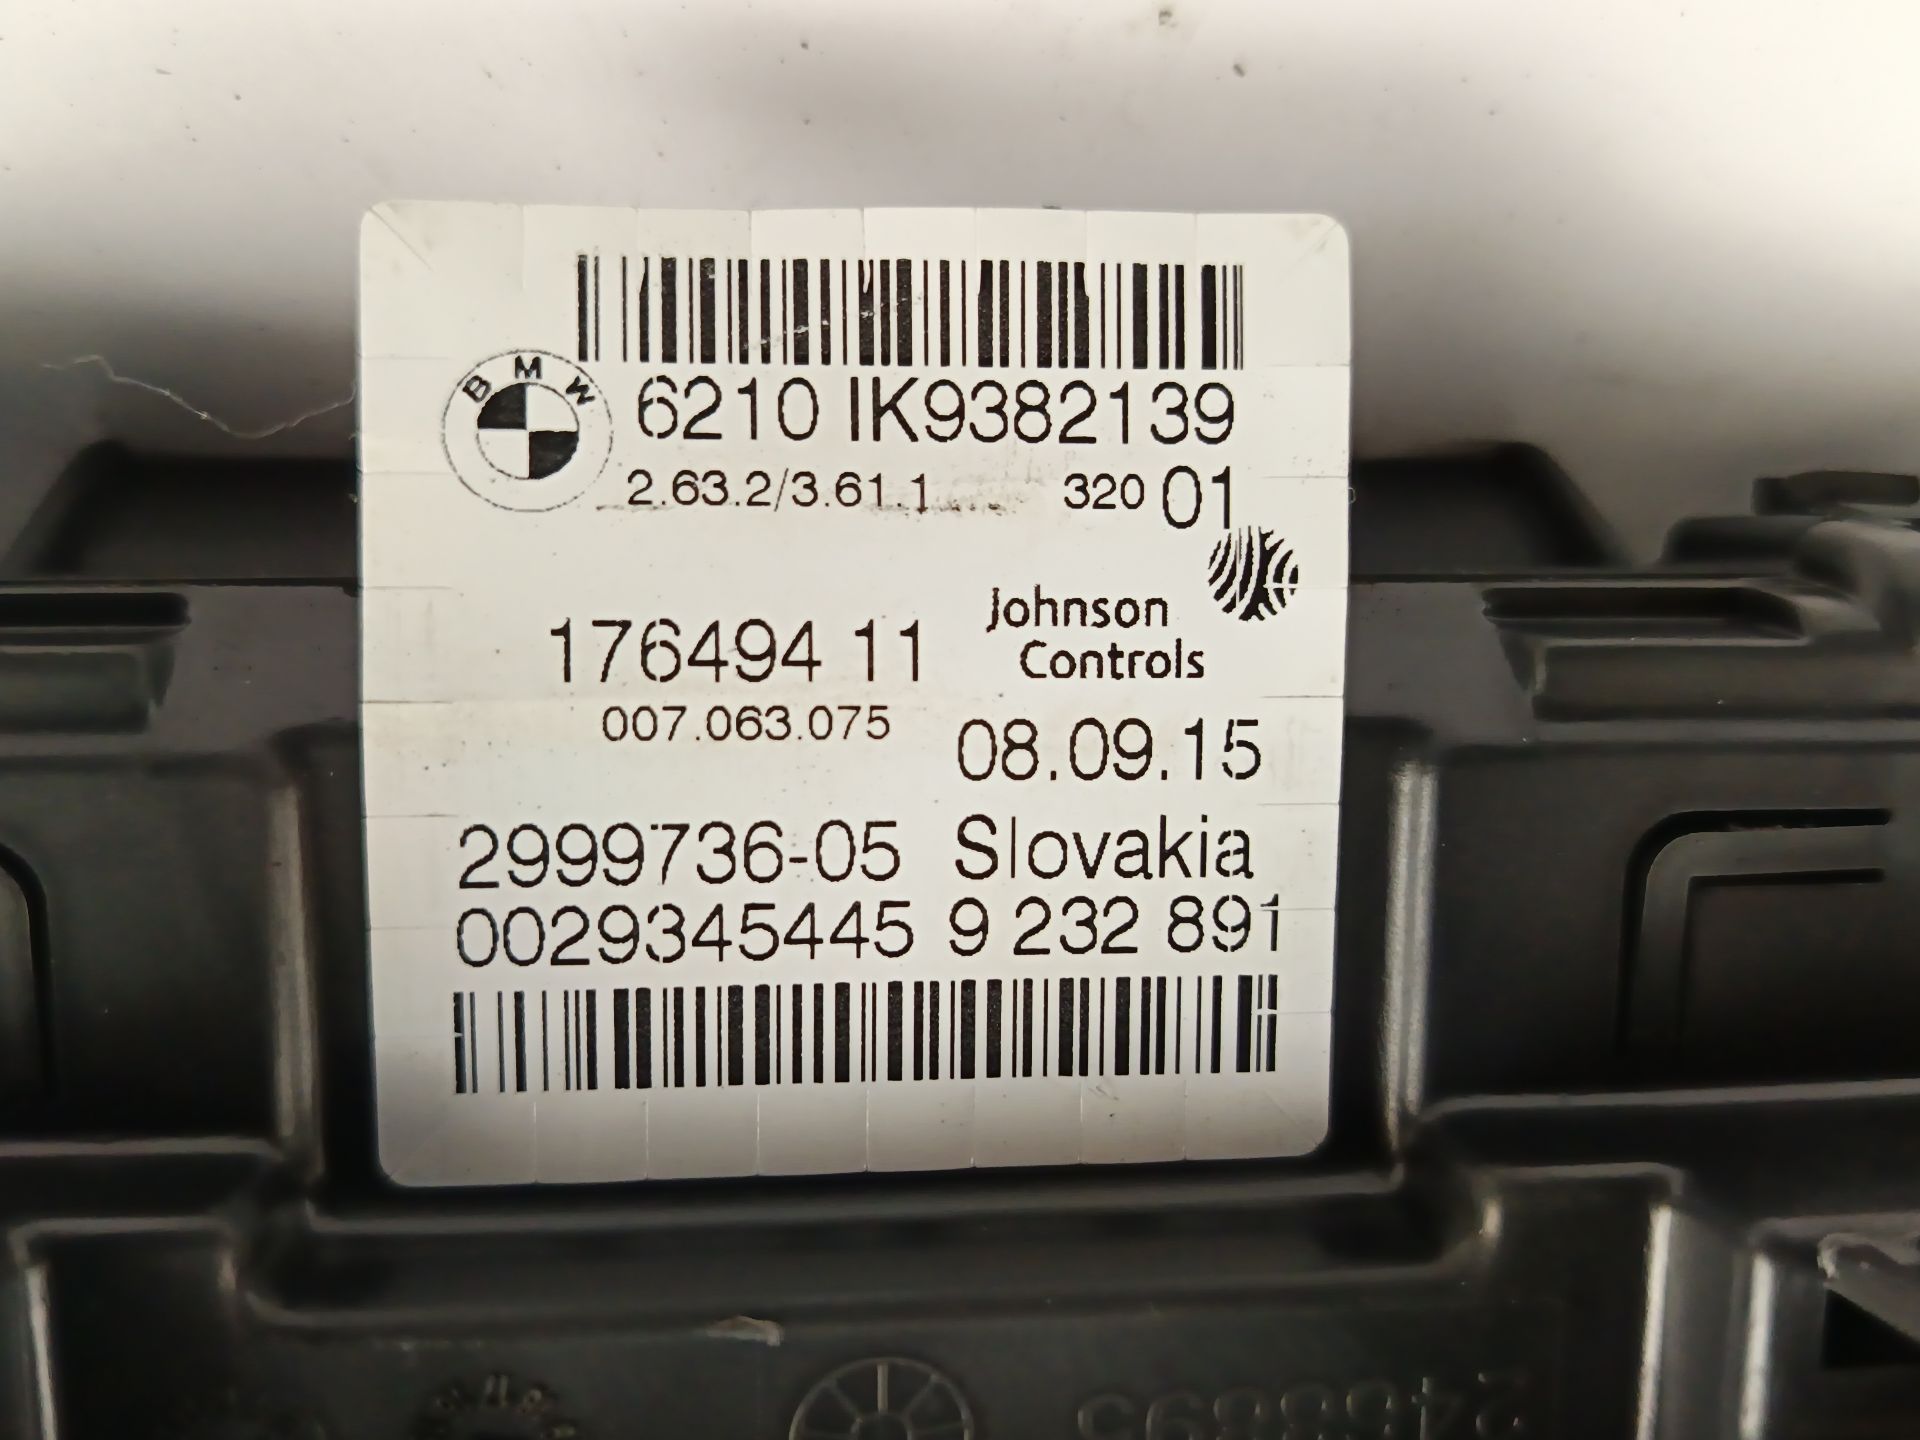 BMW
6210 IK9382139
2.63.2/3.61.1 320 01
176494 11 Johnson
Controls
007.063.075 08.09.15
2999736-05 Slovakia
0029345445 9 232 891